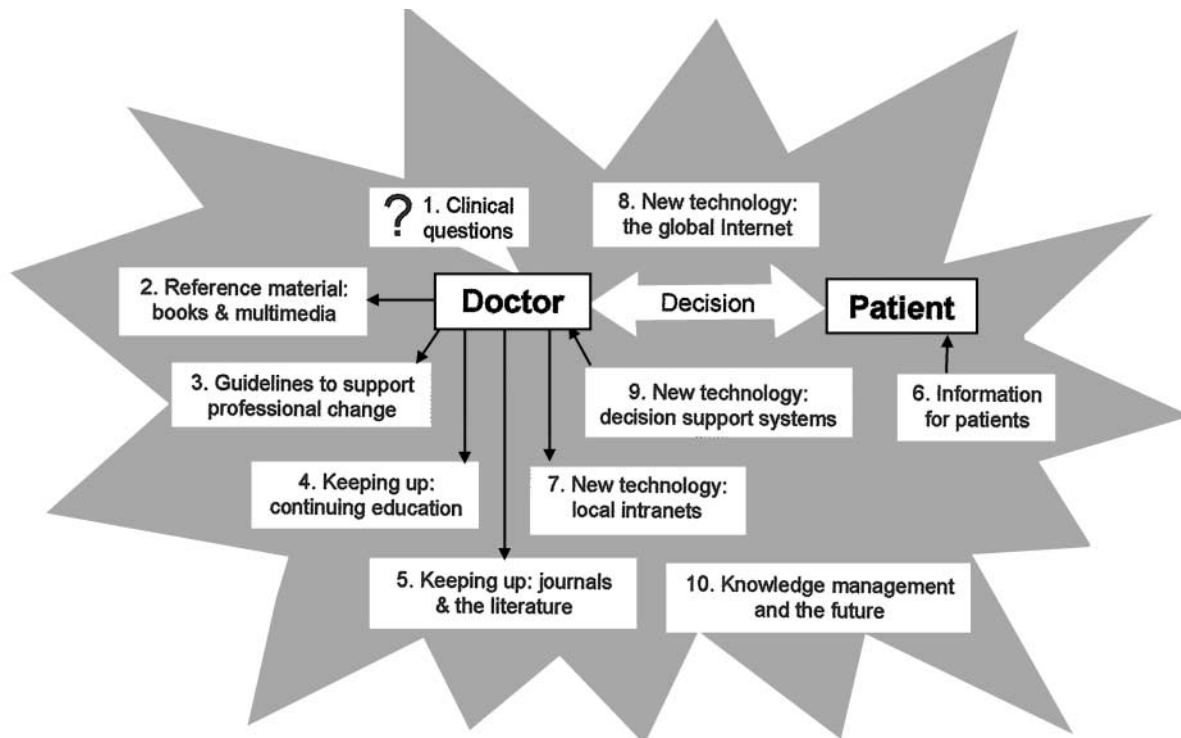 ? 1. Clinical
questions
8. New technology:
the global Internet
2. Reference material:
books & multimedia
Doctor
Decision
Patient
3. Guidelines to support
professional change
9. New technology:
decision support systems
6. Information
for patients
4. Keeping up:
continuing education
7. New technology:
local intranets
5. Keeping up: journals
& the literature
10. Knowledge management
and the future